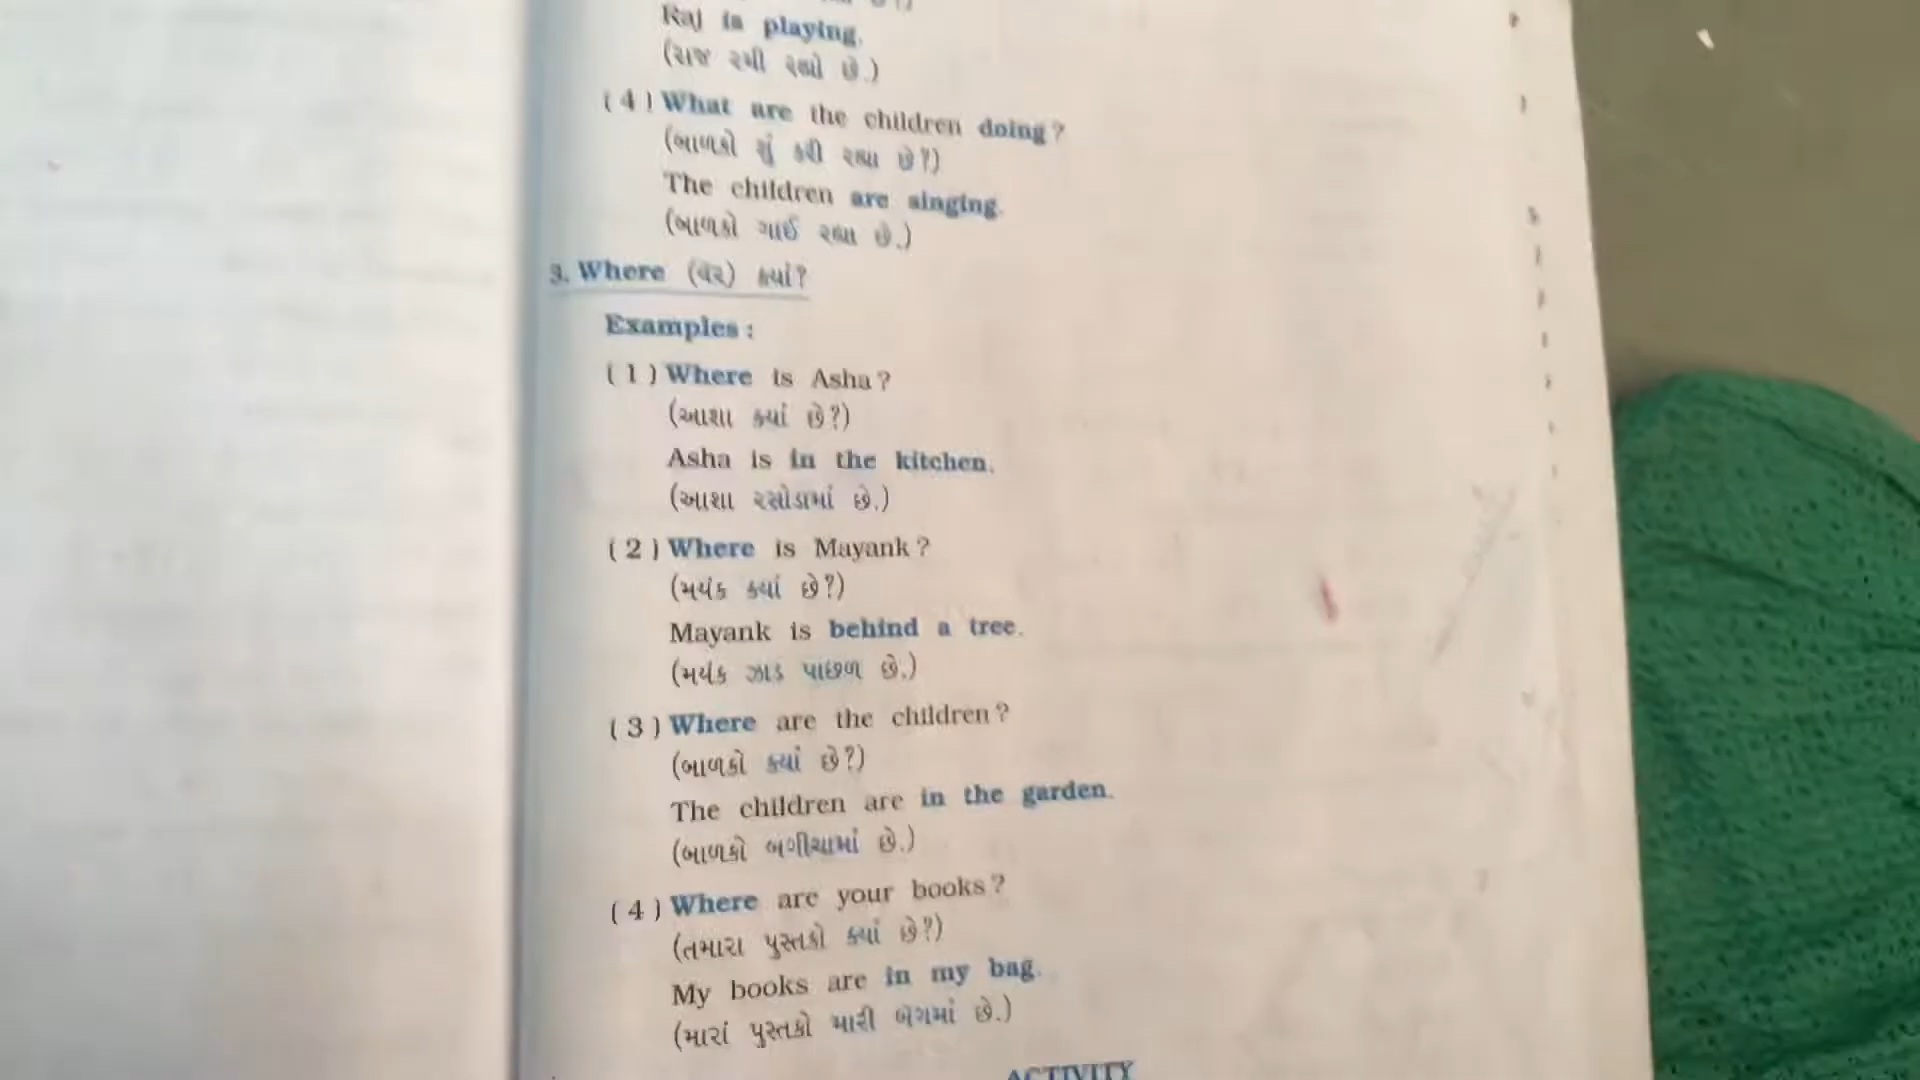 Raj is playing.
(રાજ રમી રહ્યો છે.)
( 4 ) What are the children doing?
(બાળકો શું કરી રહ્યા છે?)
The children are singing.
(બાળકો ગાઈ રહ્યા છે.)
3. Where (વેર) ક્યાં?
Examples :
( 1 ) Where is Asha?
(આશા ક્યાં છે?)
Asha is in the kitchen.
(આશા રસોડામાં છે.)
( 2 ) Where is Mayank?
(મયંક ક્યાં છે?)
Mayank is behind a tree.
(મયંક ઝાડ પાછળ છે.)
( 3 ) Where are the children?
(બાળકો ક્યાં છે?)
The children are in the garden.
(બાળકો બગીચામાં છે.)
( 4 ) Where are your books?
(તમારા પુસ્તકો ક્યાં છે?)
My books are in my bag.
(મારાં પુસ્તકો મારી બેગમાં છે.)
ACTIVITY